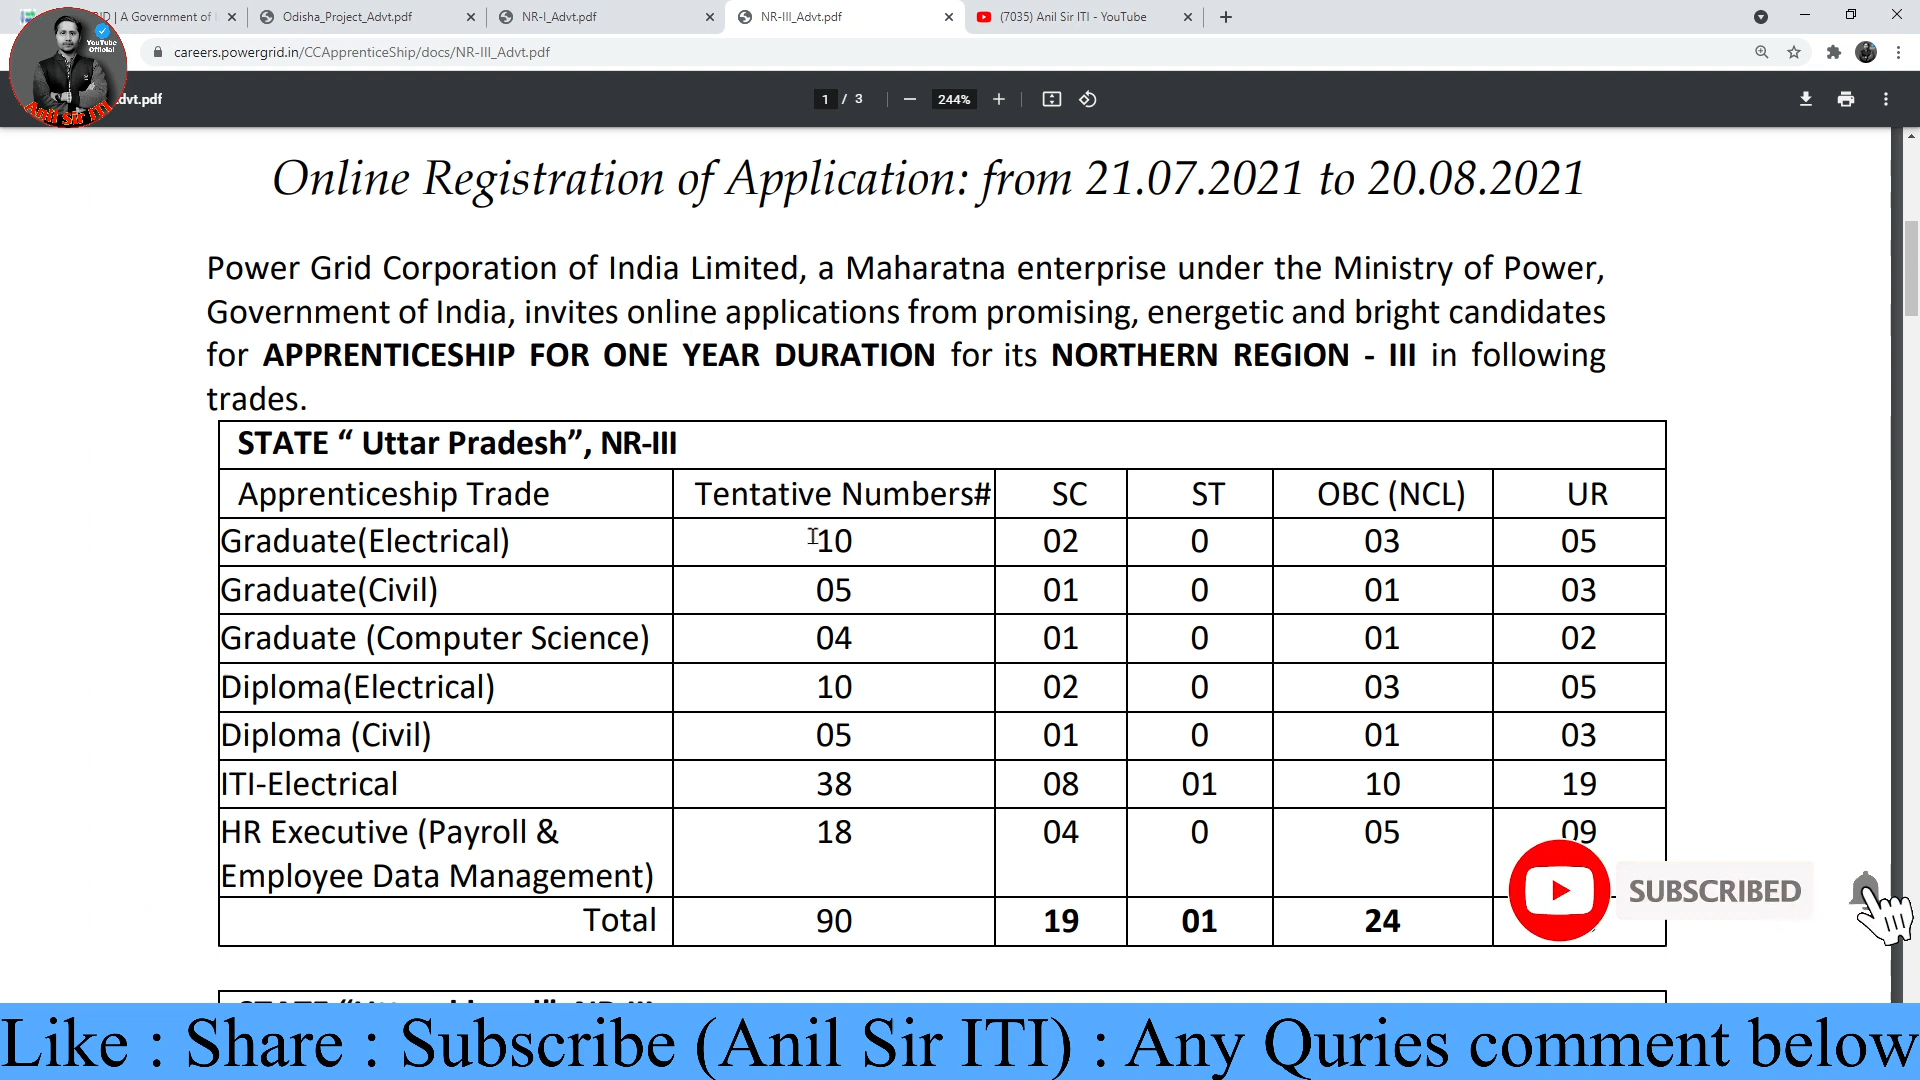 ID | A Government of I
Odisha_Project_Advt.pdf
NR-I_Advt.pdf
NR-III_Advt.pdf
(7035) Anil Sir ITI - YouTube
careers.powergrid.in/CCApprenticeShip/docs/NR-III_Advt.pdf
YouTube
Official
Anil Sir ITI
dvt.pdf
1 / 3
244%
Online Registration of Application: from 21.07.2021 to 20.08.2021
Power Grid Corporation of India Limited, a Maharatna enterprise under the Ministry of Power,
Government of India, invites online applications from promising, energetic and bright candidates
for APPRENTICESHIP FOR ONE YEAR DURATION for its NORTHERN REGION - III in following
trades.
STATE “ Uttar Pradesh”, NR-III
Apprenticeship Trade Tentative Numbers# SC ST OBC (NCL) UR
Graduate(Electrical) 10 02 0 03 05
Graduate(Civil) 05 01 0 01 03
Graduate (Computer Science) 04 01 0 01 02
Diploma(Electrical) 10 02 0 03 05
Diploma (Civil) 05 01 0 01 03
ITI-Electrical 38 08 01 10 19
HR Executive (Payroll & 18 04 0 05 09
Employee Data Management)
Total 90 19 01 24
SUBSCRIBED
Like : Share : Subscribe (Anil Sir ITI) : Any Quries comment below